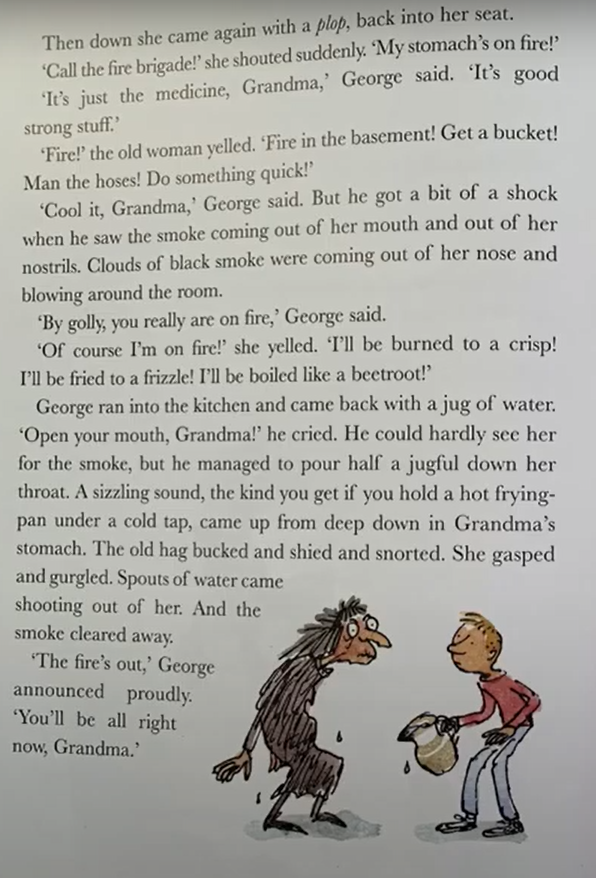 Then down she came again with a plop, back into her seat.
‘Call the fire brigade!’ she shouted suddenly. ‘My stomach’s on fire!’
‘It’s just the medicine, Grandma,’ George said. ‘It’s good
strong stuff.’
‘Fire!’ the old woman yelled. ‘Fire in the basement! Get a bucket!
Man the hoses! Do something quick!’
‘Cool it, Grandma,’ George said. But he got a bit of a shock
when he saw the smoke coming out of her mouth and out of her
nostrils. Clouds of black smoke were coming out of her nose and
blowing around the room.
‘By golly, you really are on fire,’ George said.
‘Of course I’m on fire!’ she yelled. ‘I’ll be burned to a crisp!
I’ll be fried to a frizzle! I’ll be boiled like a beetroot!’
George ran into the kitchen and came back with a jug of water.
‘Open your mouth, Grandma!’ he cried. He could hardly see her
for the smoke, but he managed to pour half a jugful down her
throat. A sizzling sound, the kind you get if you hold a hot frying-
pan under a cold tap, came up from deep down in Grandma’s
stomach. The old hag bucked and shied and snorted. She gasped
and gurgled. Spouts of water came
shooting out of her. And the
smoke cleared away.
‘The fire’s out,’ George
announced proudly.
‘You’ll be all right
now, Grandma.’